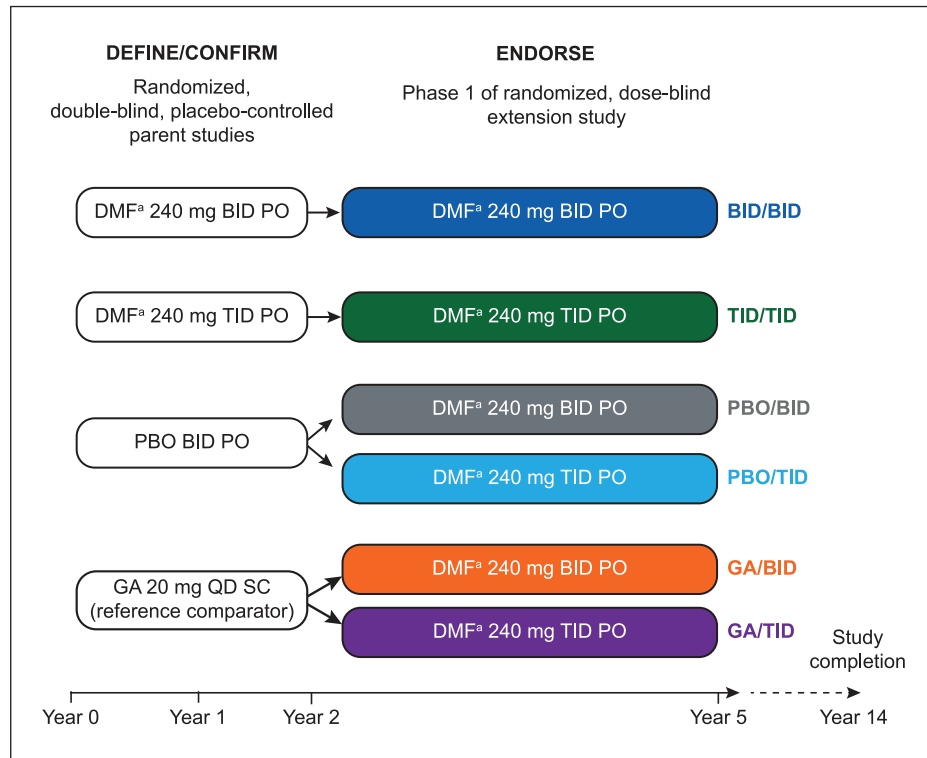 DEFINE/CONFIRM
Randomized,
double-blind, placebo-controlled
parent studies
ENDORSE
Phase 1 of randomized, dose-blind
extension study
DMFᵃ 240 mg BID PO
DMFᵃ 240 mg BID PO
BID/BID
DMFᵃ 240 mg TID PO
DMFᵃ 240 mg TID PO
TID/TID
PBO BID PO
DMFᵃ 240 mg BID PO
PBO/BID
DMFᵃ 240 mg TID PO
PBO/TID
GA 20 mg QD SC
(reference comparator)
DMFᵃ 240 mg BID PO
GA/BID
DMFᵃ 240 mg TID PO
GA/TID
Study
completion
Year 0
Year 1
Year 2
Year 5
Year 14